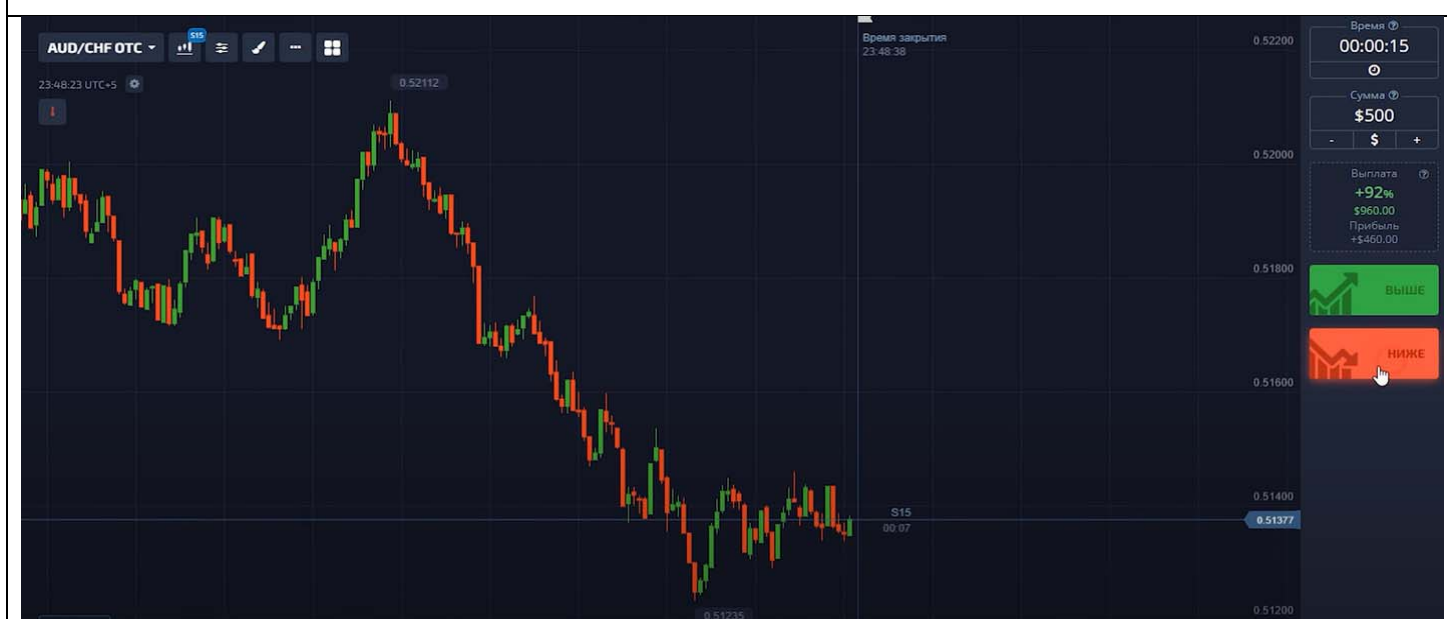 AUD/CHF OTC
S15
23:48:23 UTC+5
0.52112
Время закрытия
23:48:38
0.52200
0.52000
0.51800
0.51600
0.51400
0.51377
0.51200
S15
00:07
0.51235
Время
00:00:15
Сумма
$500
- $ +
Выплата
+92%
$960.00
Прибыль
+$460.00
ВЫШЕ
НИЖЕ